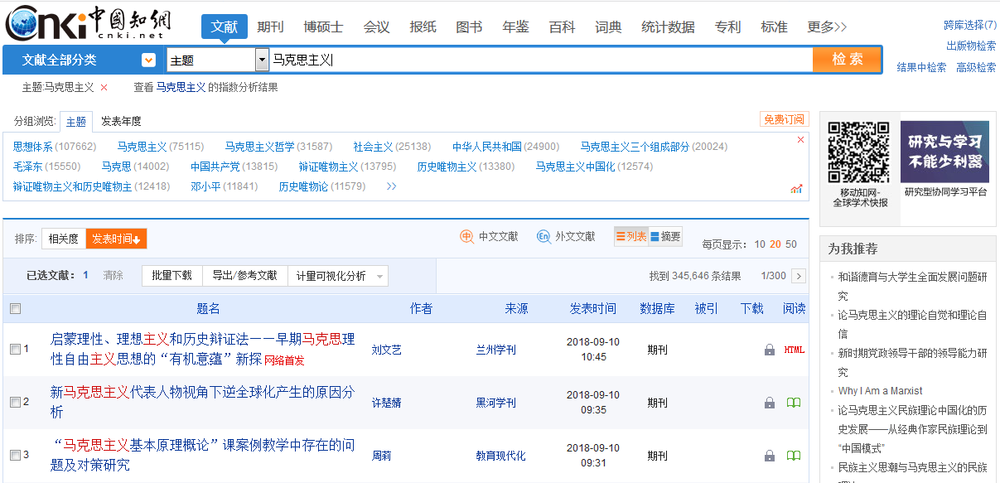 cnki 中國知網
cnki.net
文献 期刊 博硕士 会议 报纸 图书 年鉴 百科 词典 统计数据 专利 标准 更多>>
跨库选择(7)
出版物检索
文献全部分类 主题 马克思主义 检索
结果中检索 高级检索
主题:马克思主义 × 查看 马克思主义 的指数分析结果
分组浏览: 主题 发表年度 免费订阅
思想体系(107662) 马克思主义(75115) 马克思主义哲学(31587) 社会主义(25138) 中华人民共和国(24900) 马克思主义三个组成部分(20024) ×
毛泽东(15550) 马克思(14002) 中国共产党(13815) 辩证唯物主义(13795) 历史唯物主义(13380) 马克思主义中国化(12574)
辩证唯物主义和历史唯物主(12418) 邓小平(11841) 历史唯物论(11579) >>
研究与学习
不能少利器
移动知网-
全球学术快报
研究型协同学习平台
排序: 相关度 发表时间↓ 中 中文文献 En 外文文献 列表 摘要 每页显示: 10 20 50
已选文献: 1 清除 批量下载 导出/参考文献 计量可视化分析 找到 345,646 条结果 1/300 >
题名 作者 来源 发表时间 数据库 被引 下载 阅读
1 启蒙理性、理想主义和历史辩证法——早期马克思理
性自由主义思想的“有机意蕴”新探 网络首发
刘文艺 兰州学刊 2018-09-10
10:45
期刊 HTML
2 新马克思主义代表人物视角下逆全球化产生的原因分
析
许楚婧 黑河学刊 2018-09-10
09:35
期刊
3 “马克思主义基本原理概论”课案例教学中存在的问
题及对策研究
周莉 教育现代化 2018-09-10
09:31
期刊
为我推荐
和谐德育与大学生全面发展问题研
究
论马克思主义的理论自觉和理论自
信
新时期党政领导干部的领导能力研
究
Why I Am a Marxist
论马克思主义民族理论中国化的历
史发展——从经典作家民族理论到
“中国模式”
民族主义思潮与马克思主义的民族